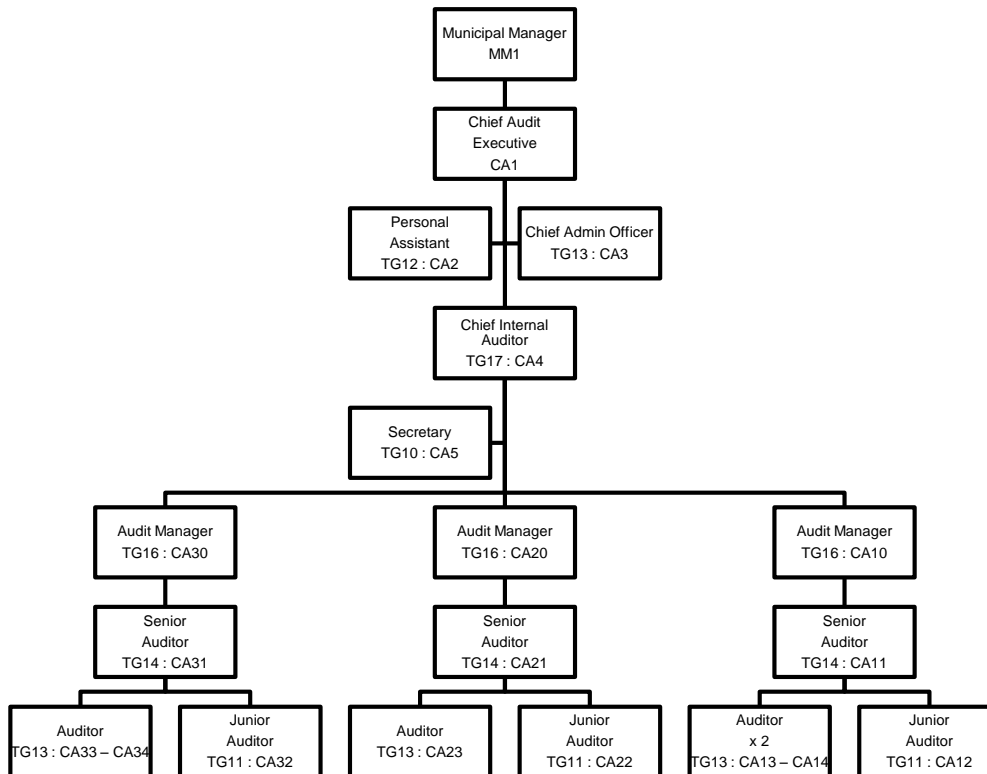 Municipal Manager
MM1
Chief Audit
Executive
CA1
Personal
Assistant
TG12 : CA2
Chief Admin Officer
TG13 : CA3
Chief Internal
Auditor
TG17 : CA4
Secretary
TG10 : CA5
Audit Manager
TG16 : CA30
Audit Manager
TG16 : CA20
Audit Manager
TG16 : CA10
Senior
Auditor
TG14 : CA31
Senior
Auditor
TG14 : CA21
Senior
Auditor
TG14 : CA11
Auditor
TG13 : CA33 – CA34
Junior
Auditor
TG11 : CA32
Auditor
TG13 : CA23
Junior
Auditor
TG11 : CA22
Auditor
x 2
TG13 : CA13 – CA14
Junior
Auditor
TG11 : CA12